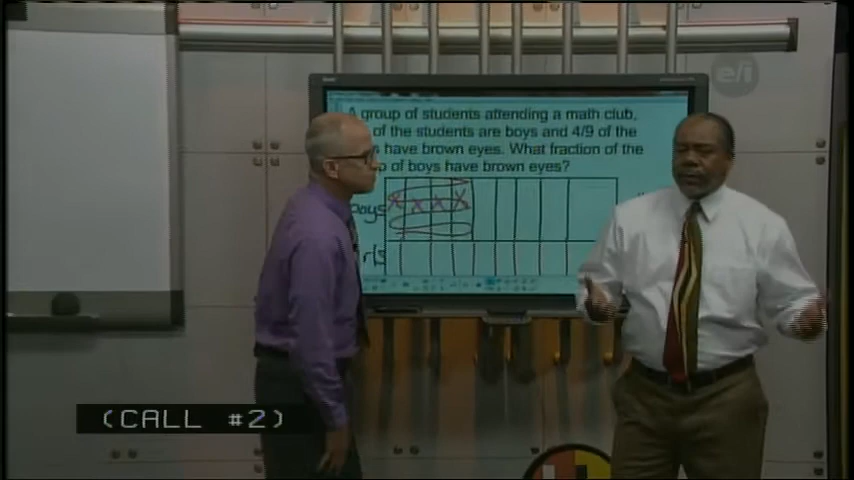 e/i
A group of students attending a math club,
of the students are boys and 4/9 of the
have brown eyes. What fraction of the
of boys have brown eyes?
boys
x x x x
(CALL #2)